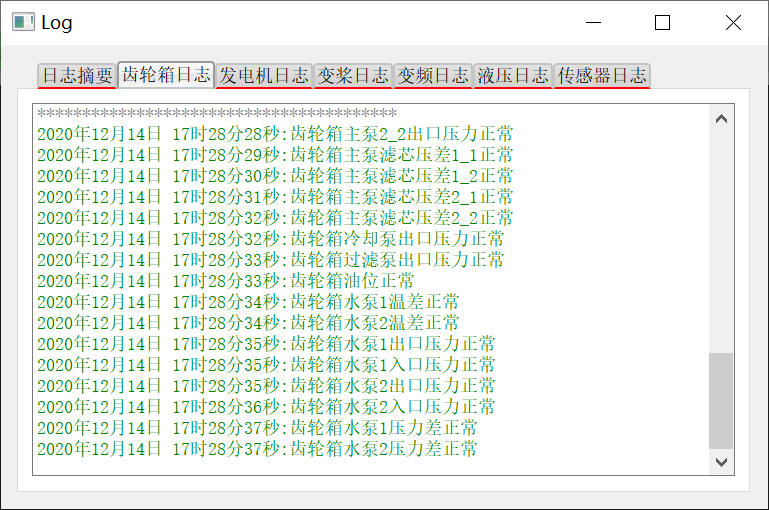 Log
日志摘要 齿轮箱日志 发电机日志 变桨日志 变频日志 液压日志 传感器日志
****************************************
2020年12月14日 17时28分28秒:齿轮箱主泵2_2出口压力正常
2020年12月14日 17时28分29秒:齿轮箱主泵滤芯压差1_1正常
2020年12月14日 17时28分30秒:齿轮箱主泵滤芯压差1_2正常
2020年12月14日 17时28分31秒:齿轮箱主泵滤芯压差2_1正常
2020年12月14日 17时28分32秒:齿轮箱主泵滤芯压差2_2正常
2020年12月14日 17时28分32秒:齿轮箱冷却泵出口压力正常
2020年12月14日 17时28分33秒:齿轮箱过滤泵出口压力正常
2020年12月14日 17时28分33秒:齿轮箱油位正常
2020年12月14日 17时28分34秒:齿轮箱水泵1温差正常
2020年12月14日 17时28分34秒:齿轮箱水泵2温差正常
2020年12月14日 17时28分35秒:齿轮箱水泵1出口压力正常
2020年12月14日 17时28分35秒:齿轮箱水泵1入口压力正常
2020年12月14日 17时28分35秒:齿轮箱水泵2出口压力正常
2020年12月14日 17时28分36秒:齿轮箱水泵2入口压力正常
2020年12月14日 17时28分37秒:齿轮箱水泵1压力差正常
2020年12月14日 17时28分37秒:齿轮箱水泵2压力差正常